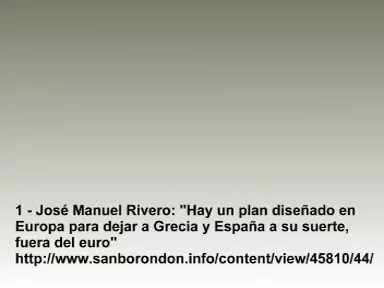 1 - José Manuel Rivero: "Hay un plan diseñado en
Europa para dejar a Grecia y España a su suerte,
fuera del euro"
http://www.sanborondon.info/content/view/45810/44/